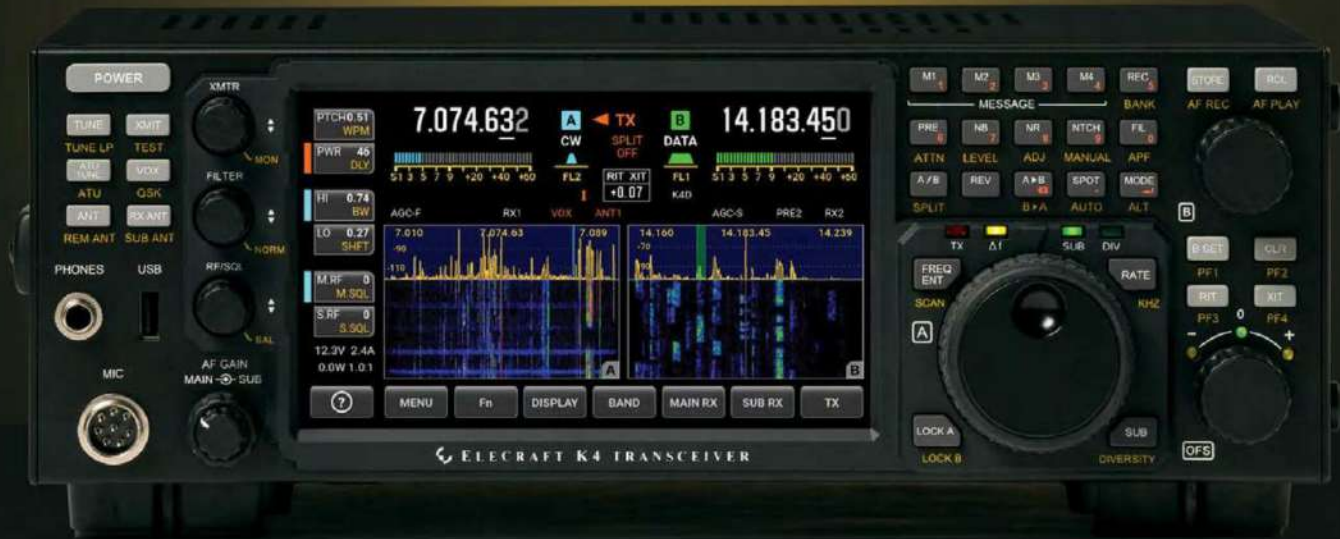 POWER
TUNE XMIT
TUNE LP TEST
ATU TUNE VOX
ATU QSK
ANT RX ANT
REM ANT SUB ANT
PHONES USB
MIC
XMTR
MON
FILTER
NORM
RF/SQL
BAL
AF GAIN
MAIN SUB
PTCH 0.51
WPM
PWR 46
DLY
HI 0.74
BW
LO 0.27
SHFT
M.RF 0
M.SQL
S.RF 0
S.SQL
12.3V 2.4A
0.0W 1.0:1
7.074.632 A TX B 14.183.450
CW SPLIT OFF DATA
S1 3 5 7 9 +20 +40 +60 FL2 RIT XIT FL1 S1 3 5 7 9 +20 +40 +60
+0.07 K4D
AGC-F RX1 VOX ANT1 AGC-S PRE2 RX2
7.010 7.074.63 7.089 14.160 14.183.45 14.239
-90 -70
-110 -90
A B
? MENU Fn DISPLAY BAND MAIN RX SUB RX TX
ELECRAFT K4 TRANSCEIVER
M1 1 M2 2 M3 3 M4 4 REC 5 STORE RCL
MESSAGE BANK AF REC AF PLAY
PRE 6 NB 7 NR 8 NTCH 9 FIL 0
ATTN LEVEL ADJ MANUAL APF
A/B REV A▸B SPOT MODE
SPLIT B▸A AUTO ALT
B
TX Δf SUB DIV
FREQ ENT RATE
SCAN KHZ
A
LOCK A SUB
LOCK B DIVERSITY
B SET CLR
PF1 PF2
RIT XIT
PF3 0 PF4
- +
OFS